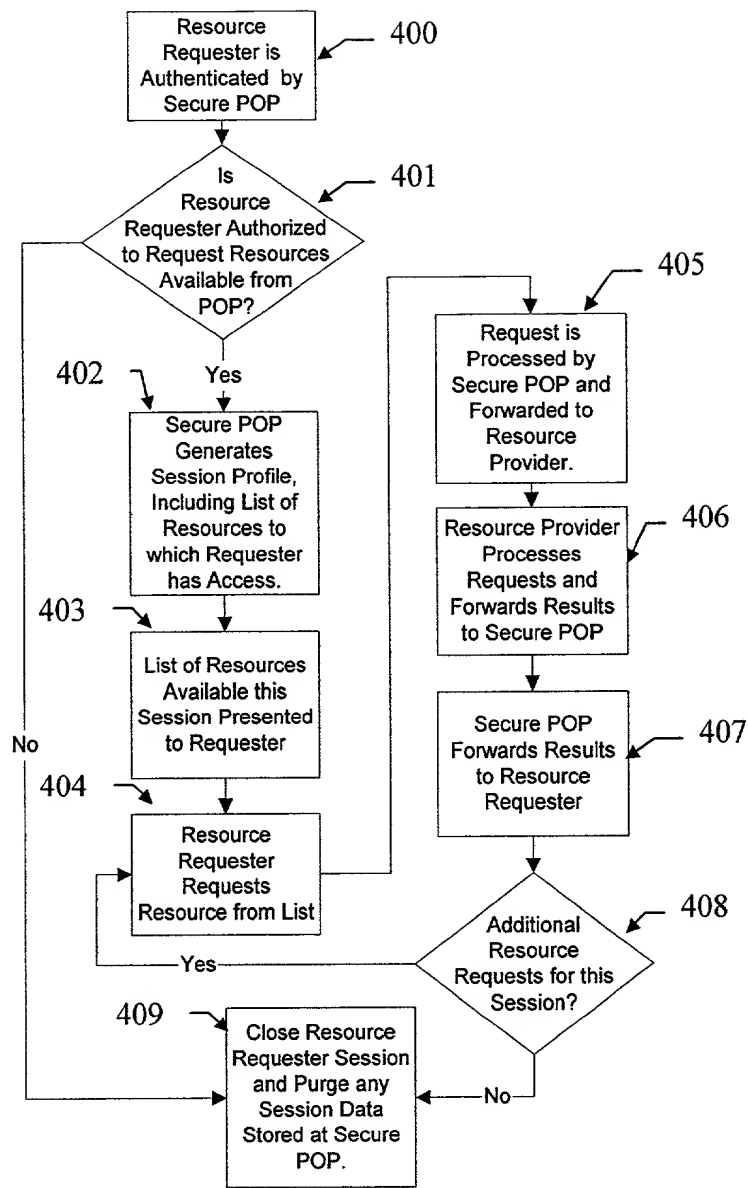 Resource
Requester is
Authenticated by
Secure POP
400
Is
Resource
Requester Authorized
to Request Resources
Available from
POP?
401
Yes
No
402
Secure POP
Generates
Session Profile,
Including List of
Resources to
which Requester
has Access.
403
List of Resources
Available this
Session Presented
to Requester
404
Resource
Requester
Requests
Resource from List
405
Request is
Processed by
Secure POP and
Forwarded to
Resource
Provider.
406
Resource Provider
Processes
Requests and
Forwards Results
to Secure POP
407
Secure POP
Forwards Results
to Resource
Requester
408
Additional
Resource
Requests for this
Session?
Yes
No
409
Close Resource
Requester Session
and Purge any
Session Data
Stored at Secure
POP.